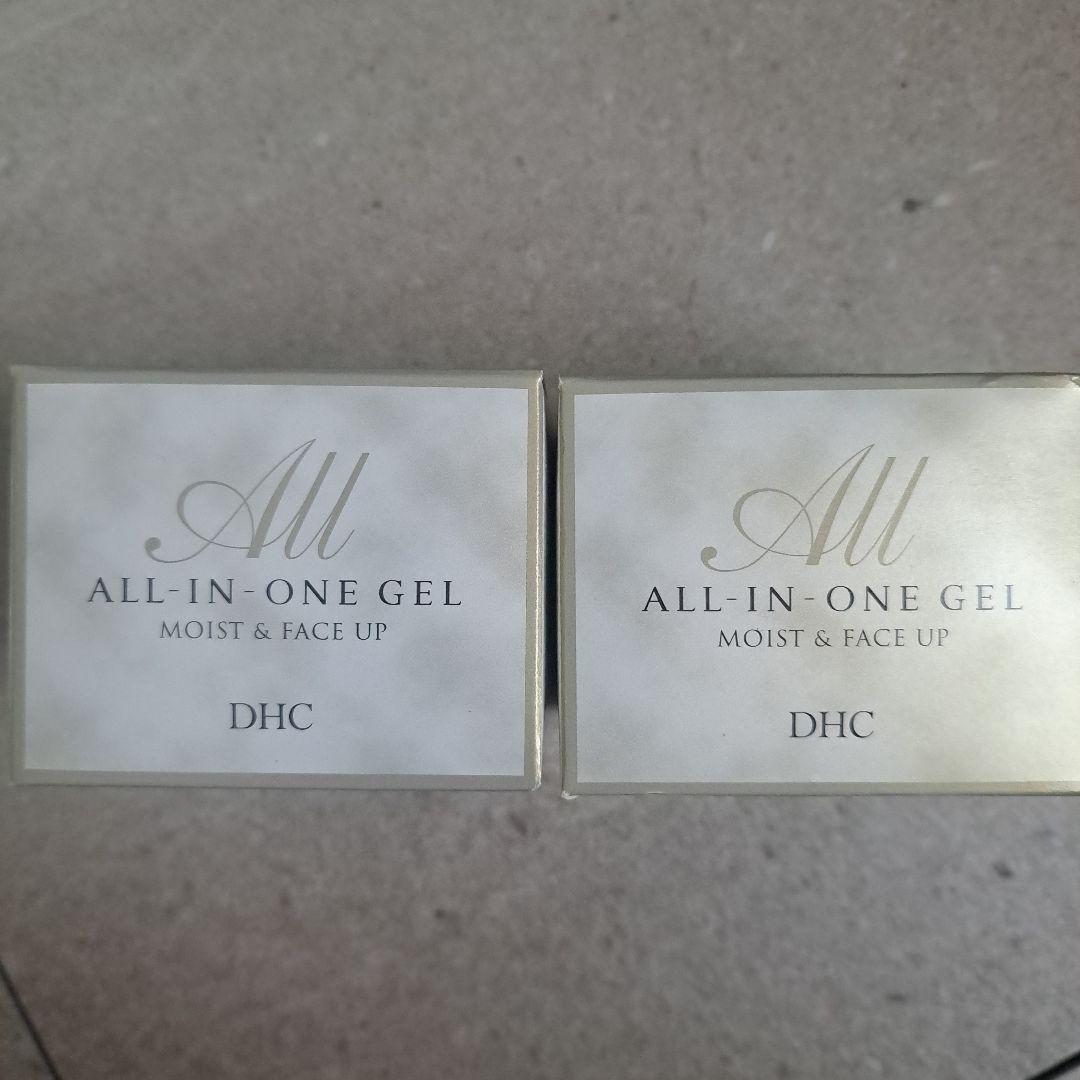 All
ALL-IN-ONE GEL
MOIST & FACE UP
DHC
All
ALL-IN-ONE GEL
MOIST & FACE UP
DHC